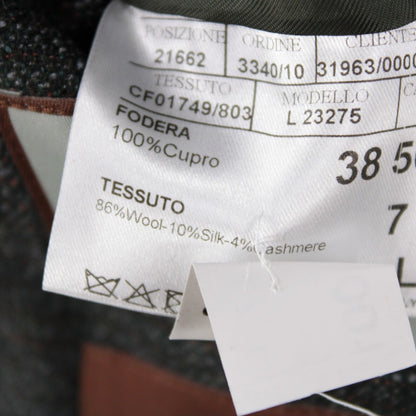 POSIZIONE ORDINE CLIENTE
21662 3340/10 31963/0000
TESSUTO MODELLO
CF01749/803 L 23275
FODERA
100%Cupro
38
TESSUTO
86%Wool-10%Silk-4%Cashmere
7
L